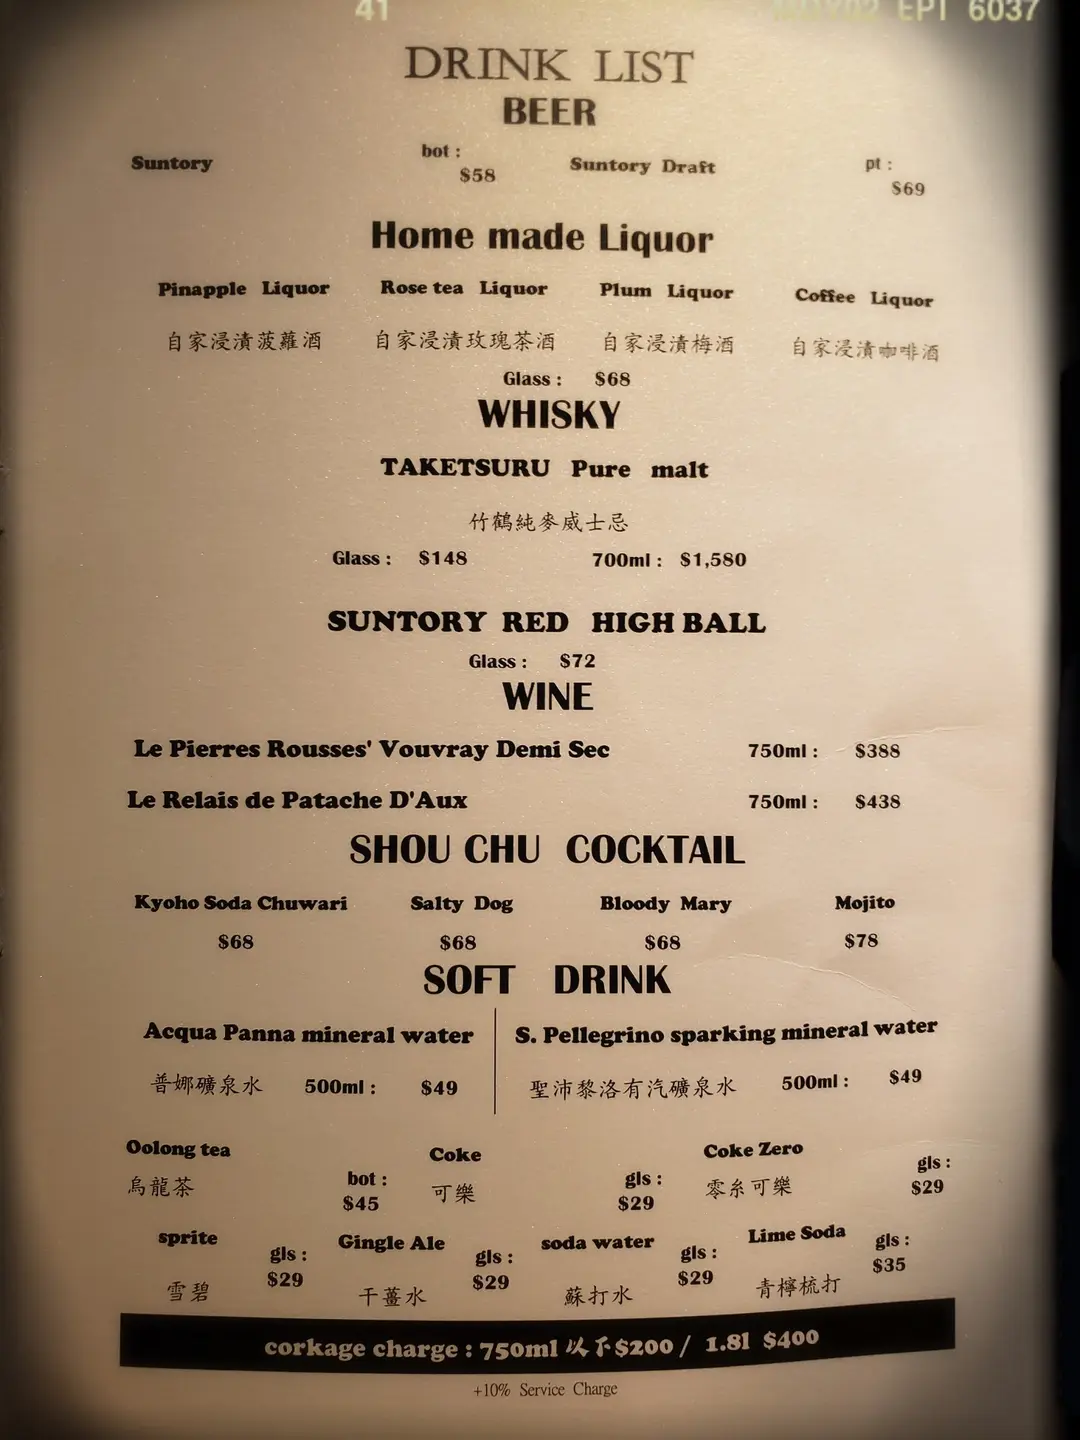 41
EPT 6037
DRINK LIST
BEER
Suntory bot : $58 Suntory Draft pt : $69
Home made Liquor
Pinapple Liquor Rose tea Liquor Plum Liquor Coffee Liquor
自家浸漬菠蘿酒 自家浸漬玫瑰茶酒 自家浸漬梅酒 自家浸漬咖啡酒
Glass : $68
WHISKY
TAKETSURU Pure malt
竹鶴純麥威士忌
Glass : $148 700ml : $1,580
SUNTORY RED HIGH BALL
Glass : $72
WINE
Le Pierres Rousses' Vouvray Demi Sec 750ml : $388
Le Relais de Patache D'Aux 750ml : $438
SHOU CHU COCKTAIL
Kyoho Soda Chuwari Salty Dog Bloody Mary Mojito
$68 $68 $68 $78
SOFT DRINK
Acqua Panna mineral water S. Pellegrino sparking mineral water
普娜礦泉水 500ml : $49 聖沛黎洛有汽礦泉水 500ml : $49
Oolong tea Coke Coke Zero
烏龍茶 bot : $45 可樂 gls : $29 零糸可樂 gls : $29
sprite Gingle Ale soda water Lime Soda
gls : $29 gls : $29 gls : $29 gls : $35
雪碧 干薑水 蘇打水 青檸梳打
corkage charge : 750ml 以下$200 / 1.8l $400
+10% Service Charge